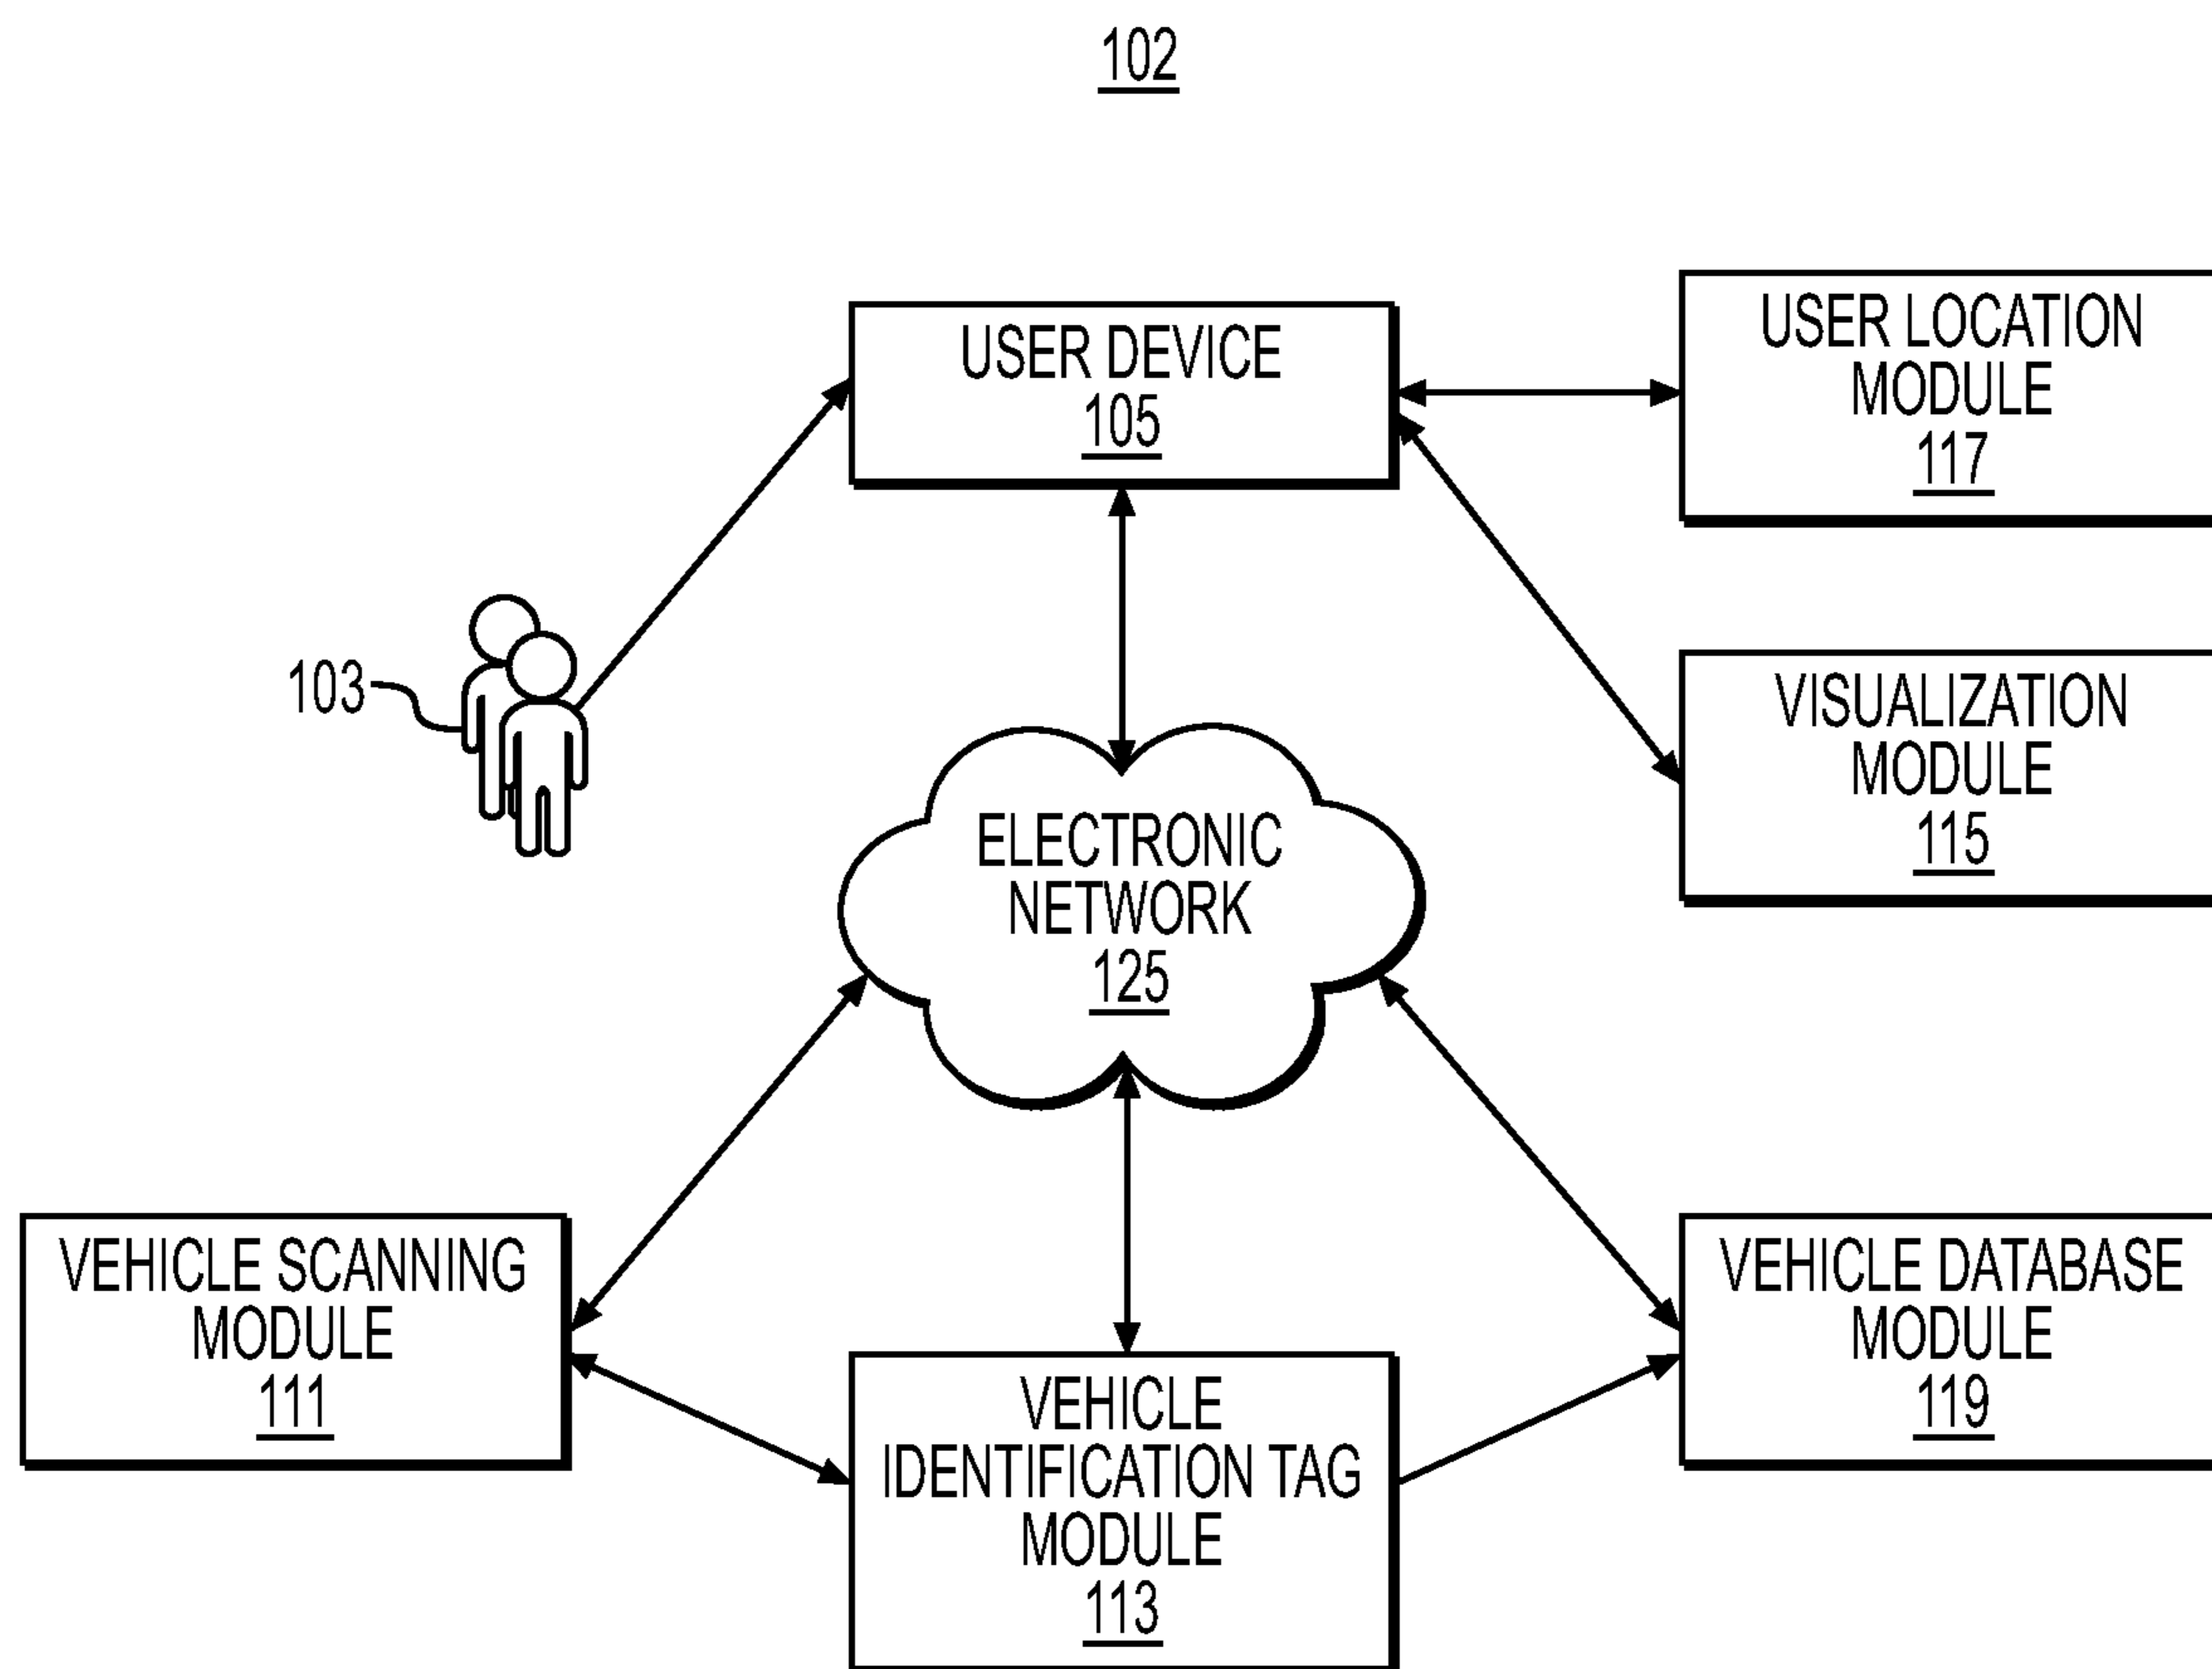 102
USER DEVICE
105
USER LOCATION
MODULE
117
103
VISUALIZATION
MODULE
115
ELECTRONIC
NETWORK
125
VEHICLE SCANNING
MODULE
111
VEHICLE
IDENTIFICATION TAG
MODULE
113
VEHICLE DATABASE
MODULE
119